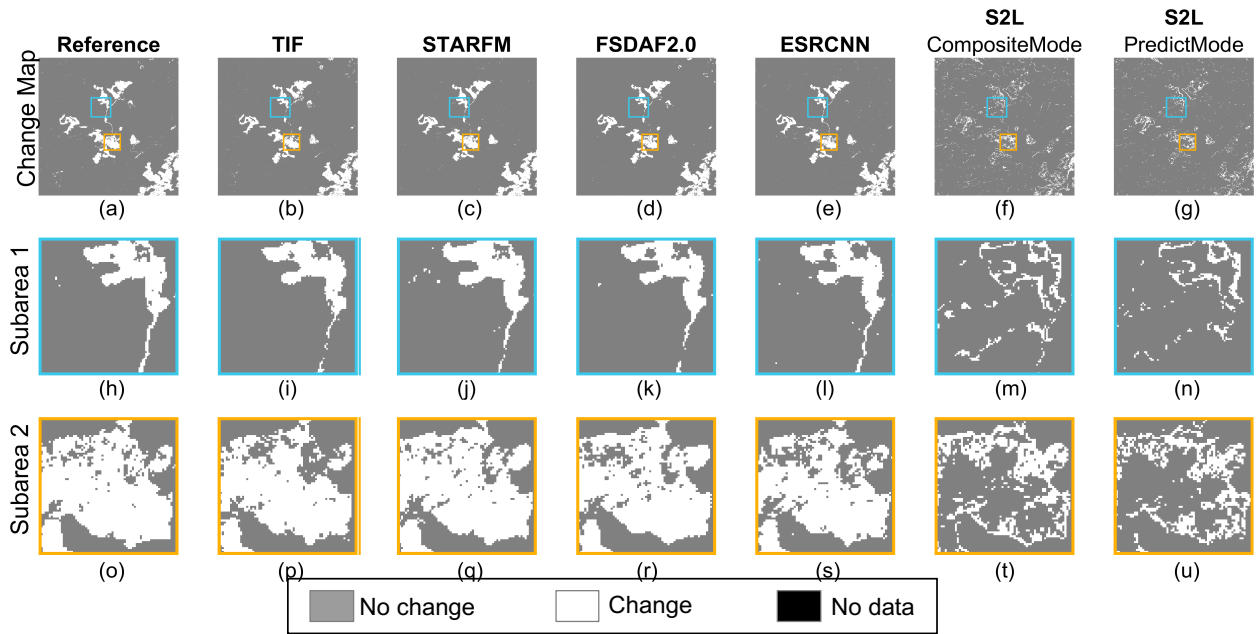 S2L S2L
Reference TIF STARFM FSDAF2.0 ESRCNN CompositeMode PredictMode
Change Map
(a) (b) (c) (d) (e) (f) (g)
Subarea 1
(h) (i) (j) (k) (l) (m) (n)
Subarea 2
(o) (p) (q) (r) (s) (t) (u)
No change Change No data